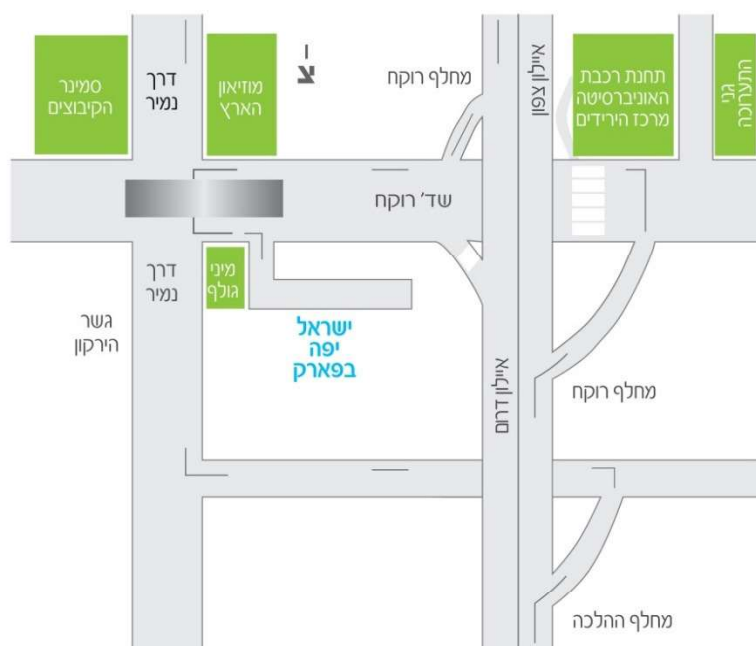 סמינר
הקיבוצים
דרך
נמיר
מוזיאון
הארץ
צ
מחלף רוקח
איילון צפון
תחנת רכבת
האוניברסיטה
מרכז הירידים
גני
התערוכה
שד' רוקח
דרך
נמיר
מיני
גולף
גשר
הירקון
ישראל
יפה
בפארק
איילון דרום
מחלף רוקח
מחלף ההלכה